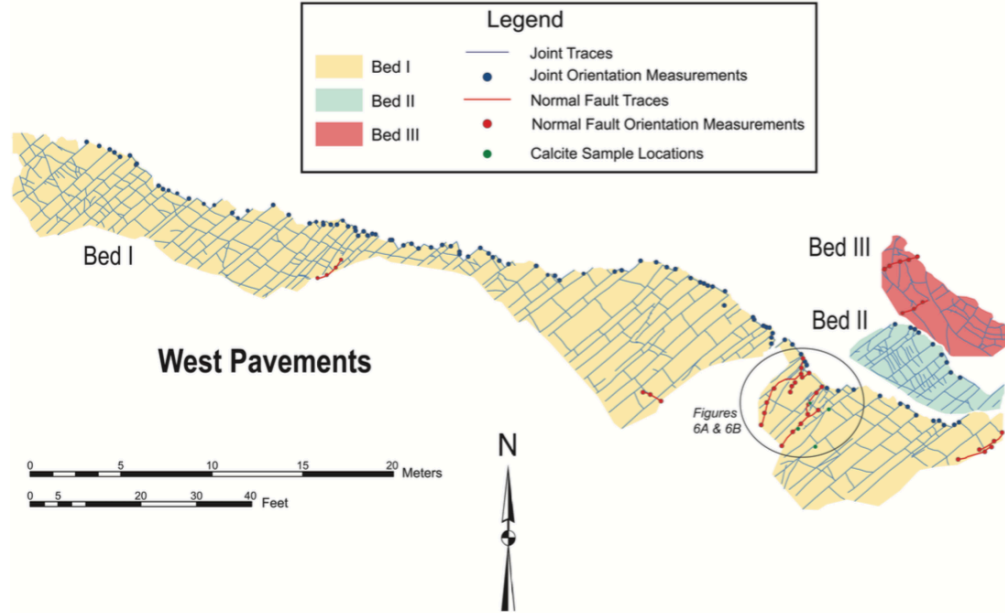 Legend
Bed I
Bed II
Bed III
Joint Traces
Joint Orientation Measurements
Normal Fault Traces
Normal Fault Orientation Measurements
Calcite Sample Locations
Bed I
Bed III
Bed II
West Pavements
Figures
6A & 6B
N
0 5 10 15 20 Meters
0 5 20 30 40 Feet